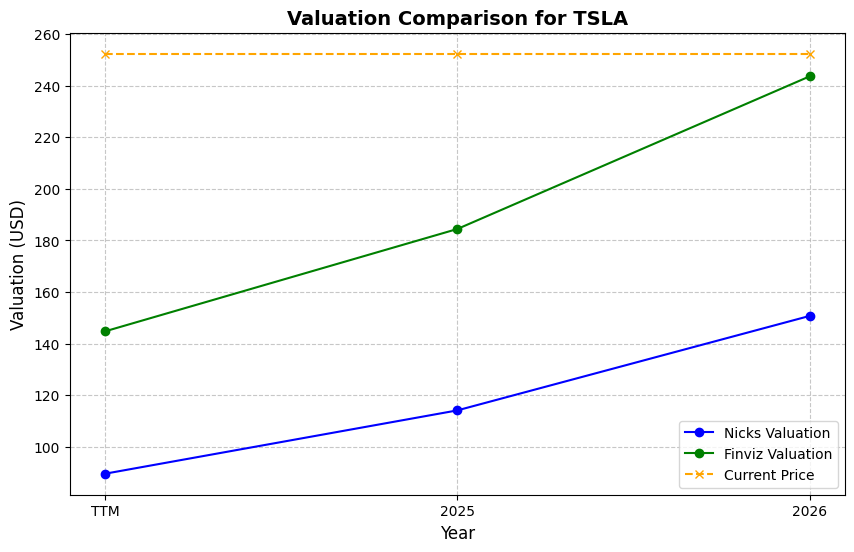 Valuation Comparison for TSLA
260
240
220
200
180
160
140
120
100
Valuation (USD)
TTM
2025
2026
Year
Nicks Valuation
Finviz Valuation
Current Price